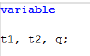 variable
t1, t2, q;